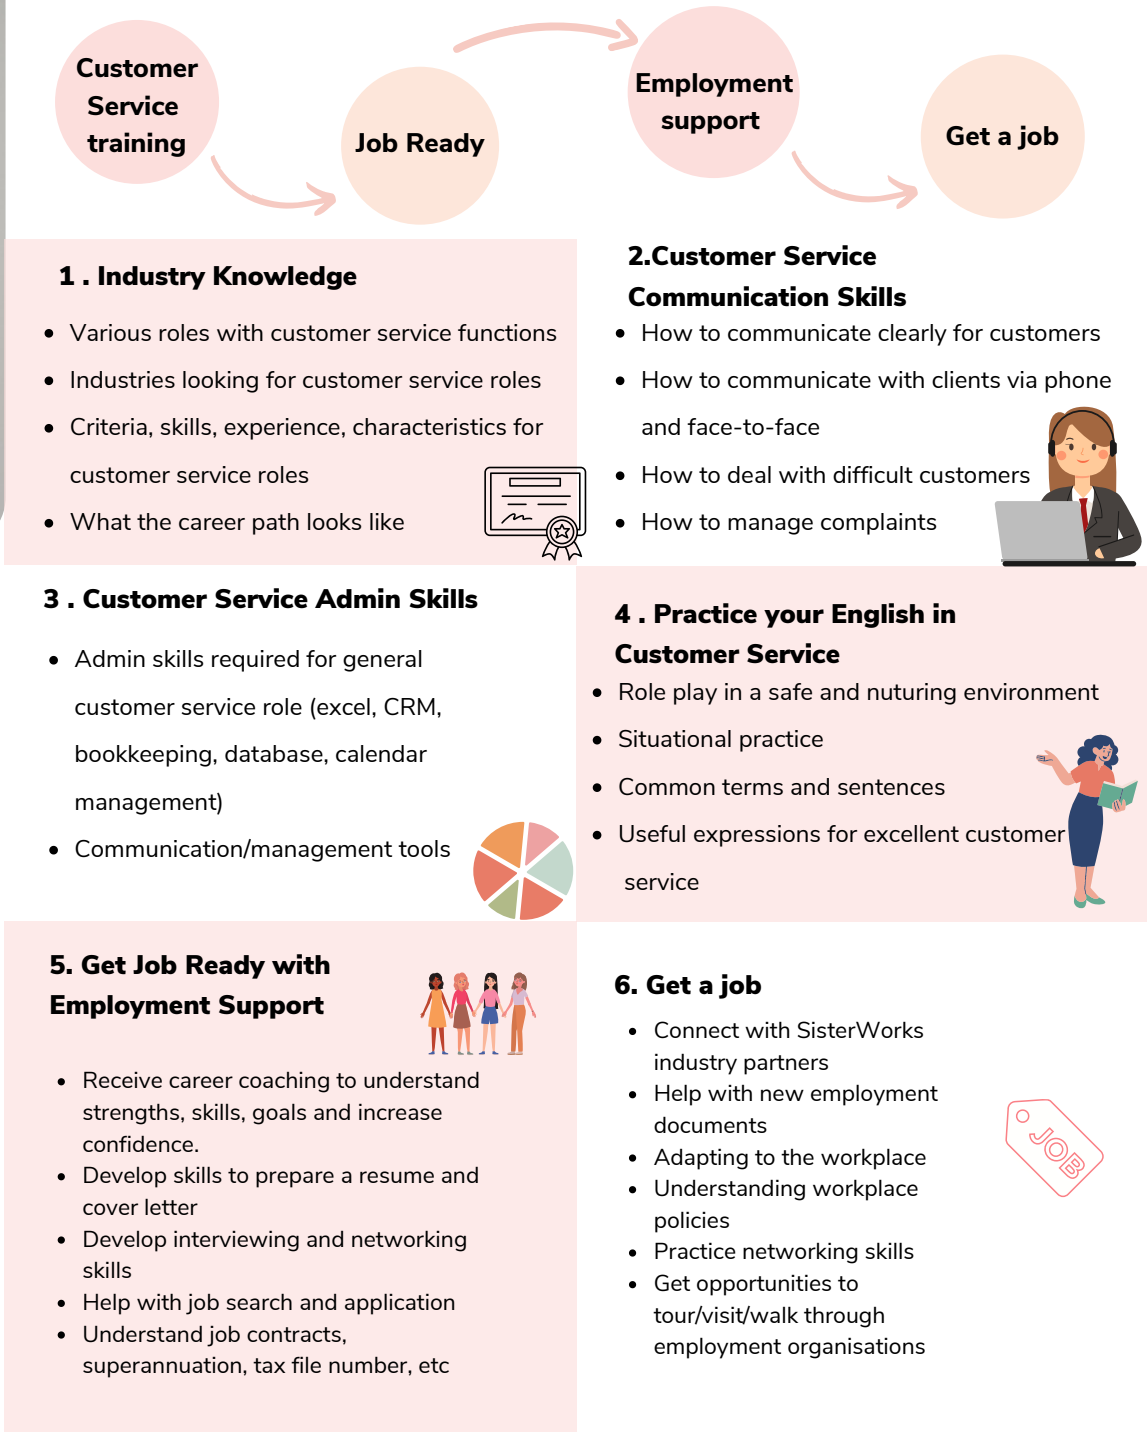 Customer
Service
training
Job Ready
Employment
support
Get a job
1 . Industry Knowledge
• Various roles with customer service functions
• Industries looking for customer service roles
• Criteria, skills, experience, characteristics for
customer service roles
• What the career path looks like
2.Customer Service
Communication Skills
• How to communicate clearly for customers
• How to communicate with clients via phone
and face-to-face
• How to deal with difficult customers
• How to manage complaints
3 . Customer Service Admin Skills
• Admin skills required for general
customer service role (excel, CRM,
bookkeeping, database, calendar
management)
• Communication/management tools
4 . Practice your English in
Customer Service
• Role play in a safe and nuturing environment
• Situational practice
• Common terms and sentences
• Useful expressions for excellent customer
service
5. Get Job Ready with
Employment Support
• Receive career coaching to understand
strengths, skills, goals and increase
confidence.
• Develop skills to prepare a resume and
cover letter
• Develop interviewing and networking
skills
• Help with job search and application
• Understand job contracts,
superannuation, tax file number, etc
6. Get a job
• Connect with SisterWorks
industry partners
• Help with new employment
documents
• Adapting to the workplace
• Understanding workplace
policies
• Practice networking skills
• Get opportunities to
tour/visit/walk through
employment organisations
JOB